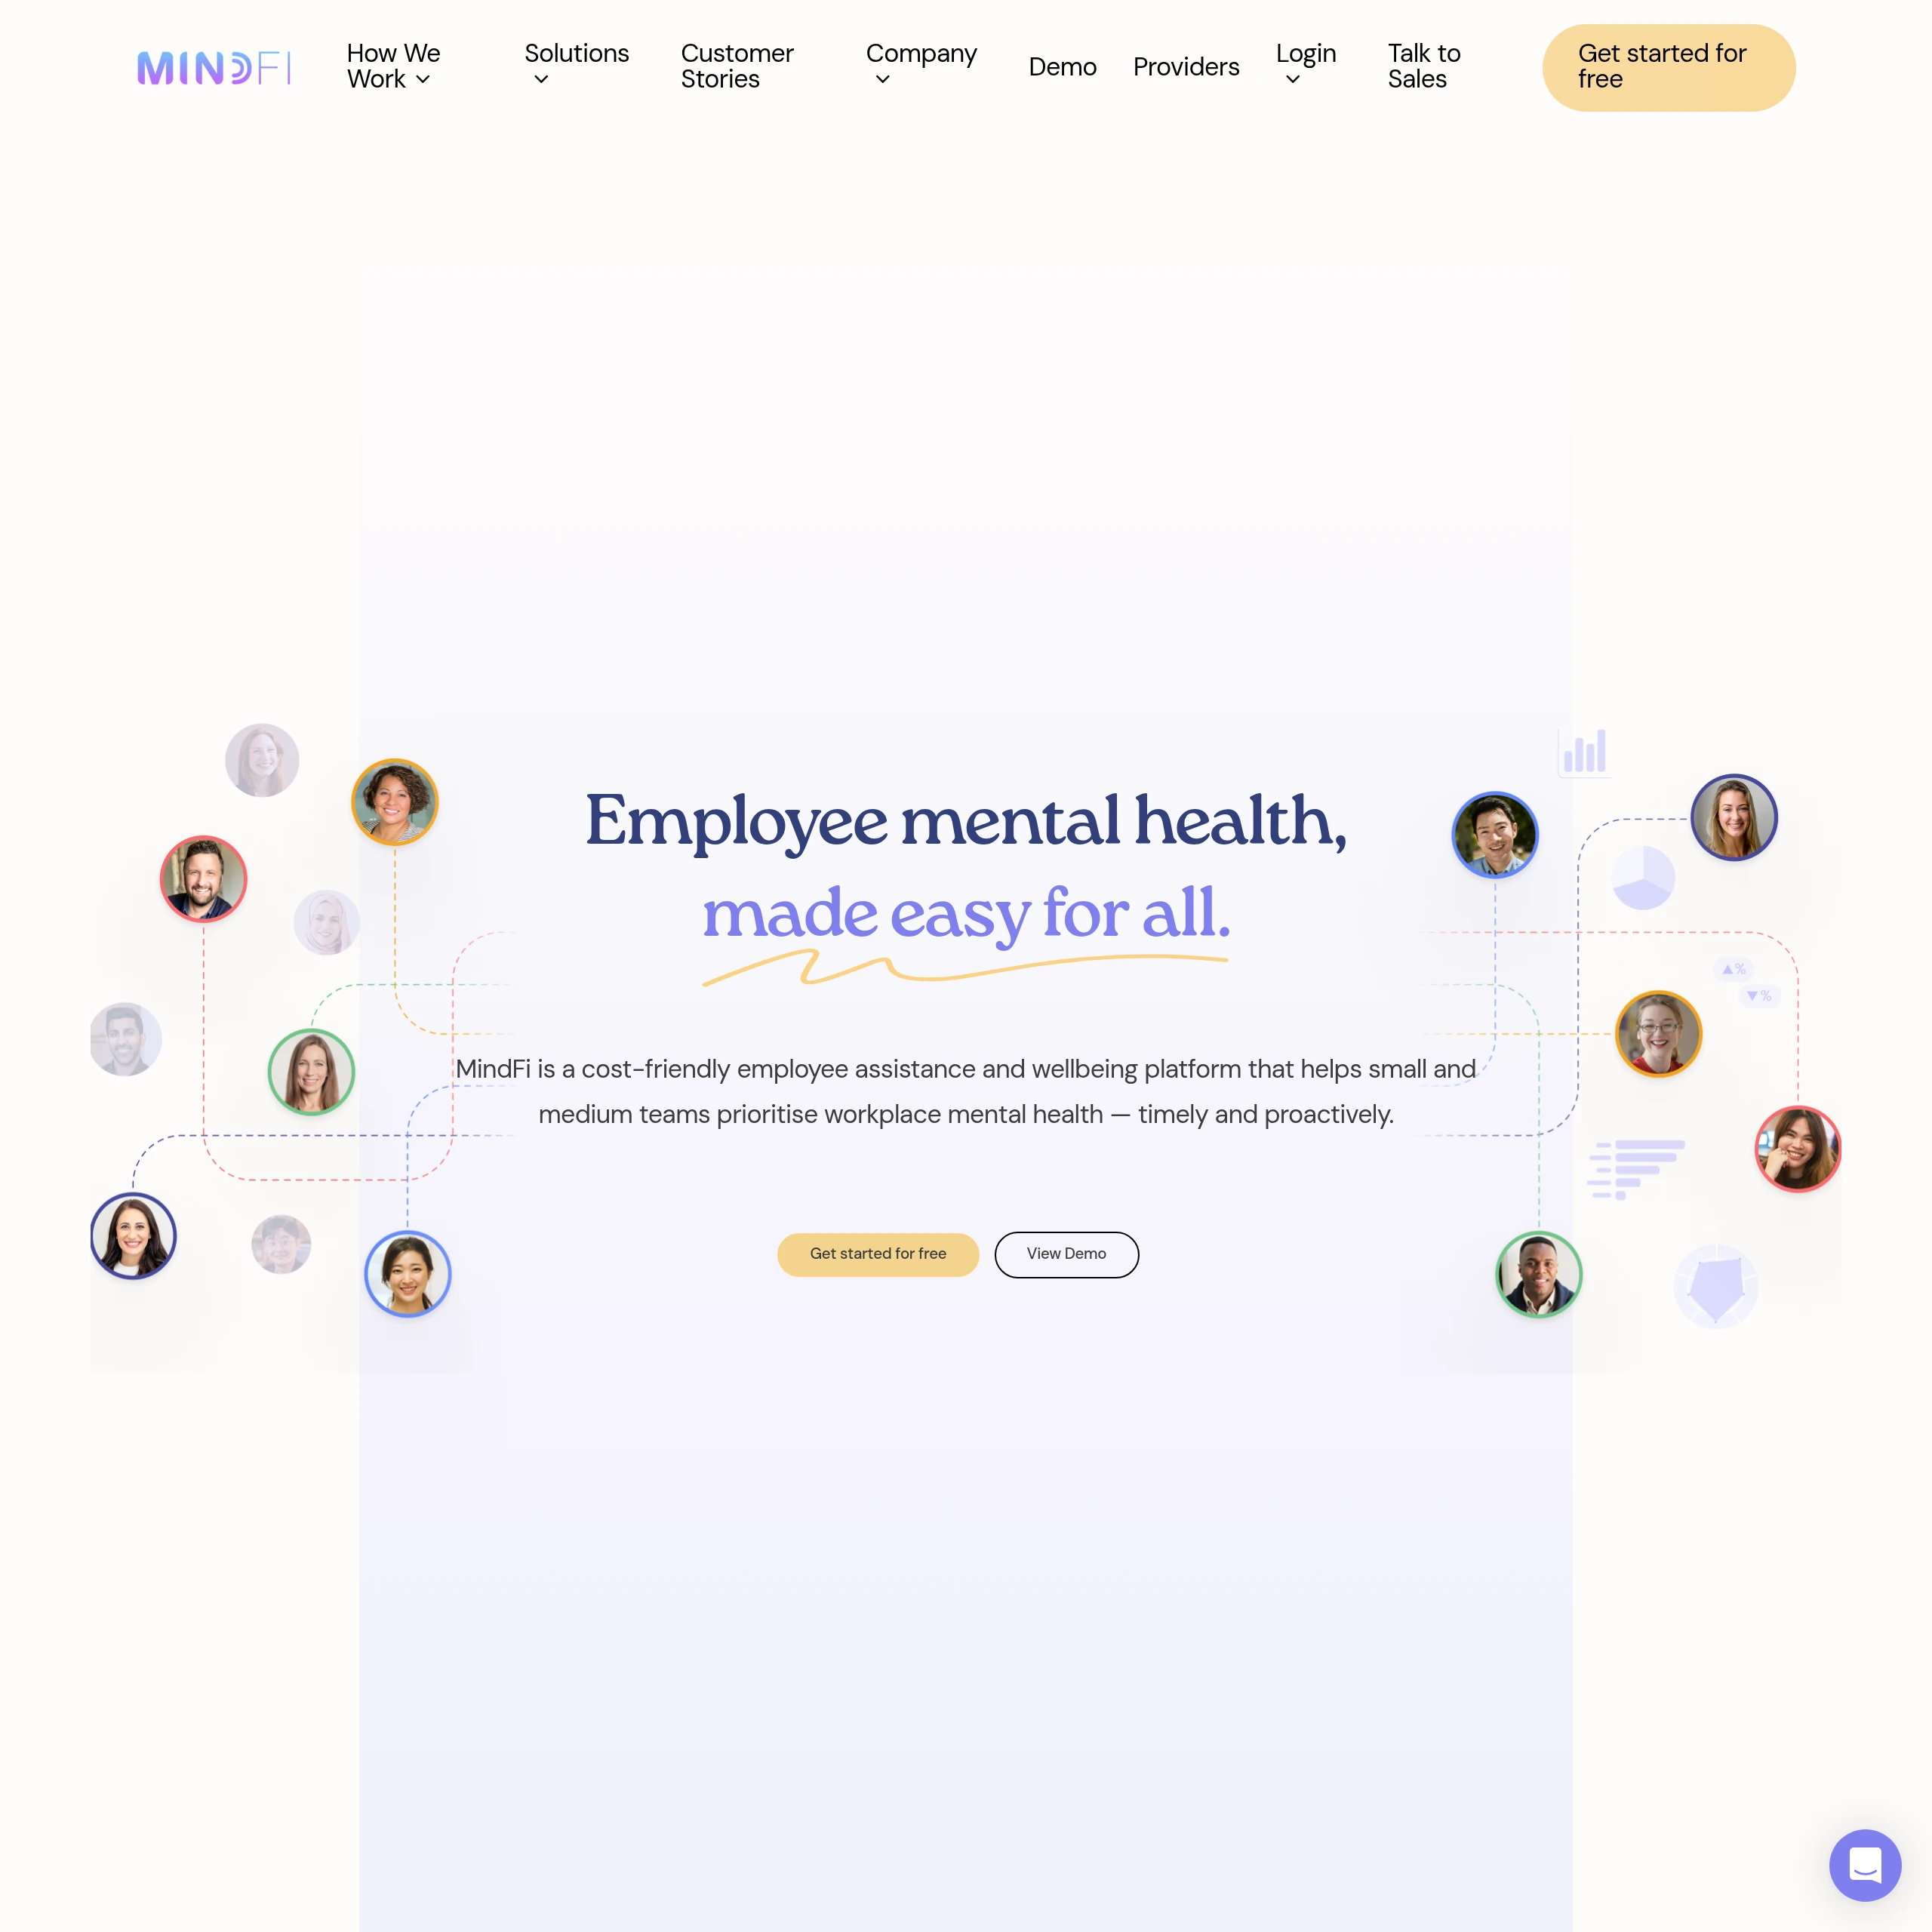 MINDFI
How We
Work
Solutions
Customer
Stories
Company
Demo
Providers
Login
Talk to
Sales
Get started for
free
Employee mental health,
made easy for all.
%
%
MindFi is a cost-friendly employee assistance and wellbeing platform that helps small and
medium teams prioritise workplace mental health — timely and proactively.
Get started for free
View Demo